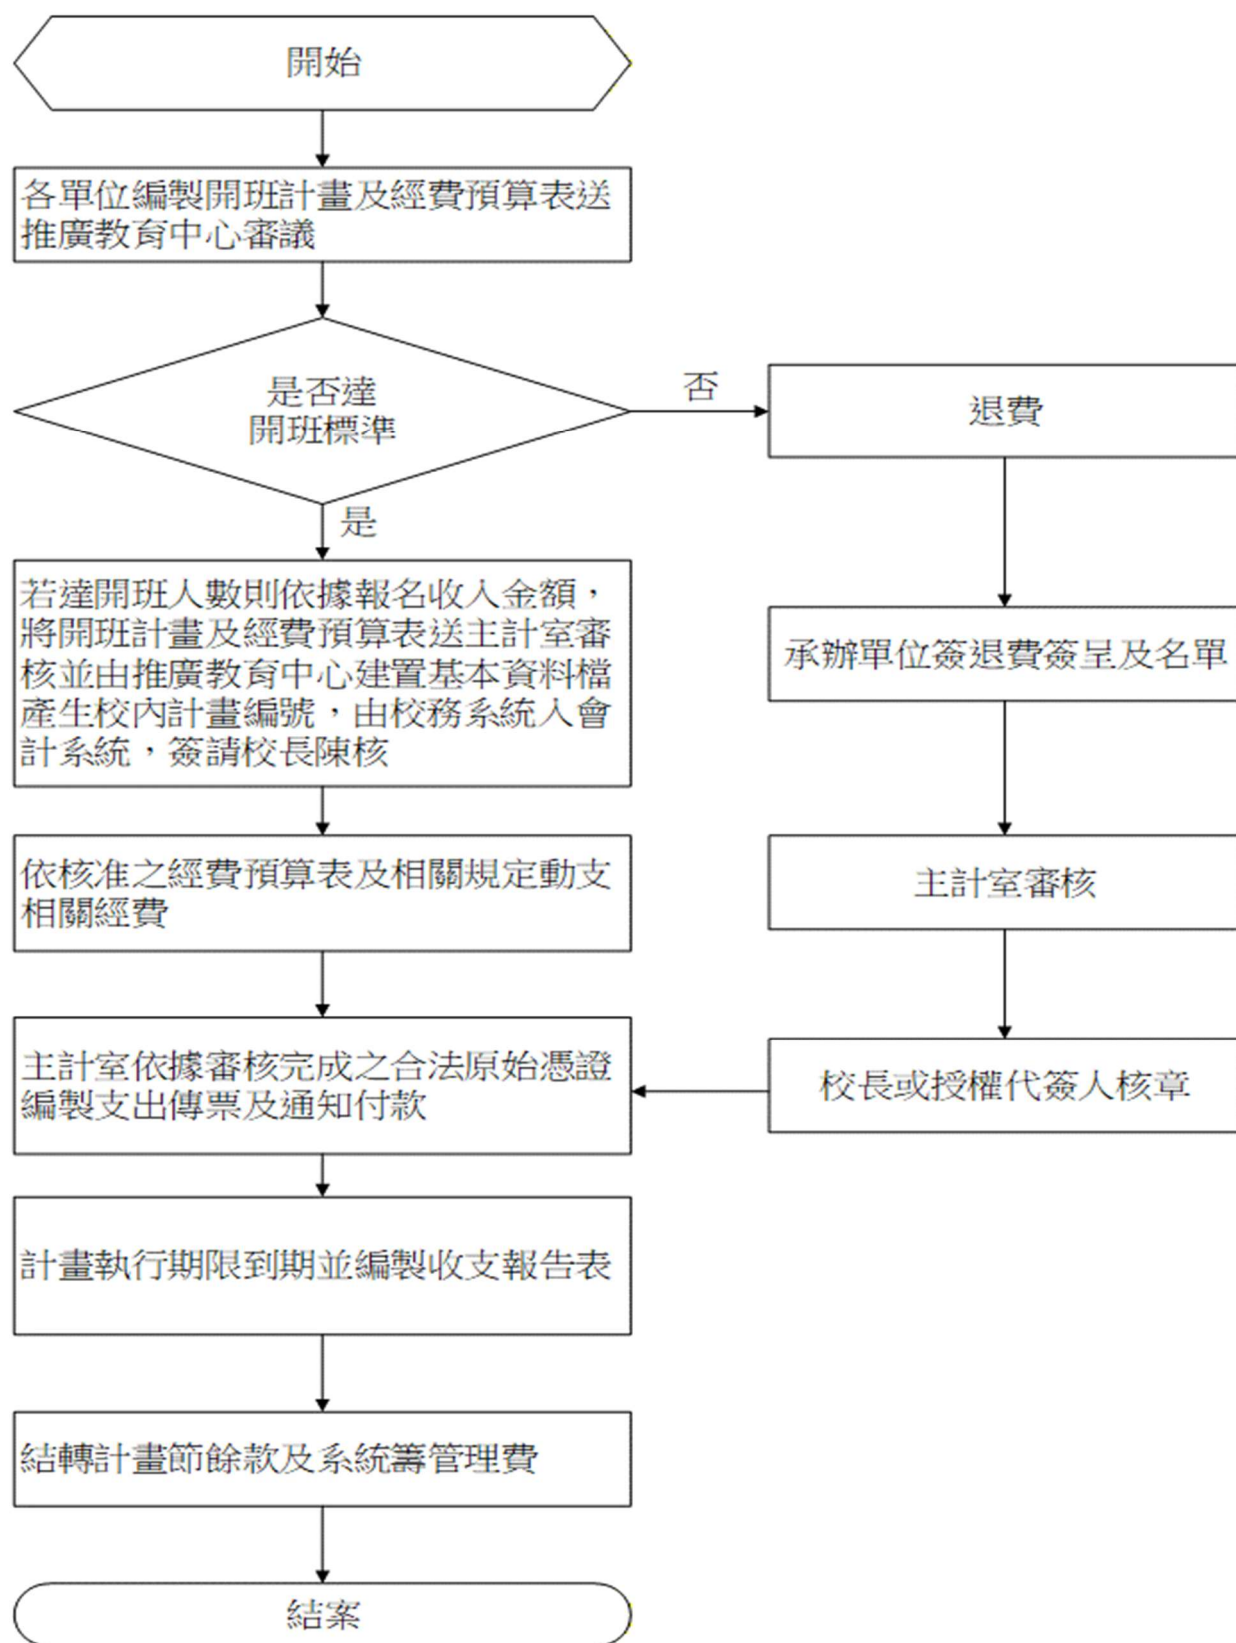 開始
各單位編製開班計畫及經費預算表送
推廣教育中心審議
是否達
開班標準
否
退費
是
若達開班人數則依據報名收入金額，
將開班計畫及經費預算表送主計室審
核並由推廣教育中心建置基本資料檔
產生校內計畫編號，由校務系統入會
計系統，簽請校長陳核
承辦單位簽退費簽呈及名單
依核准之經費預算表及相關規定動支
相關經費
主計室審核
主計室依據審核完成之合法原始憑證
編製支出傳票及通知付款
校長或授權代簽人核章
計畫執行期限到期並編製收支報告表
結轉計畫節餘款及系統籌管理費
結案